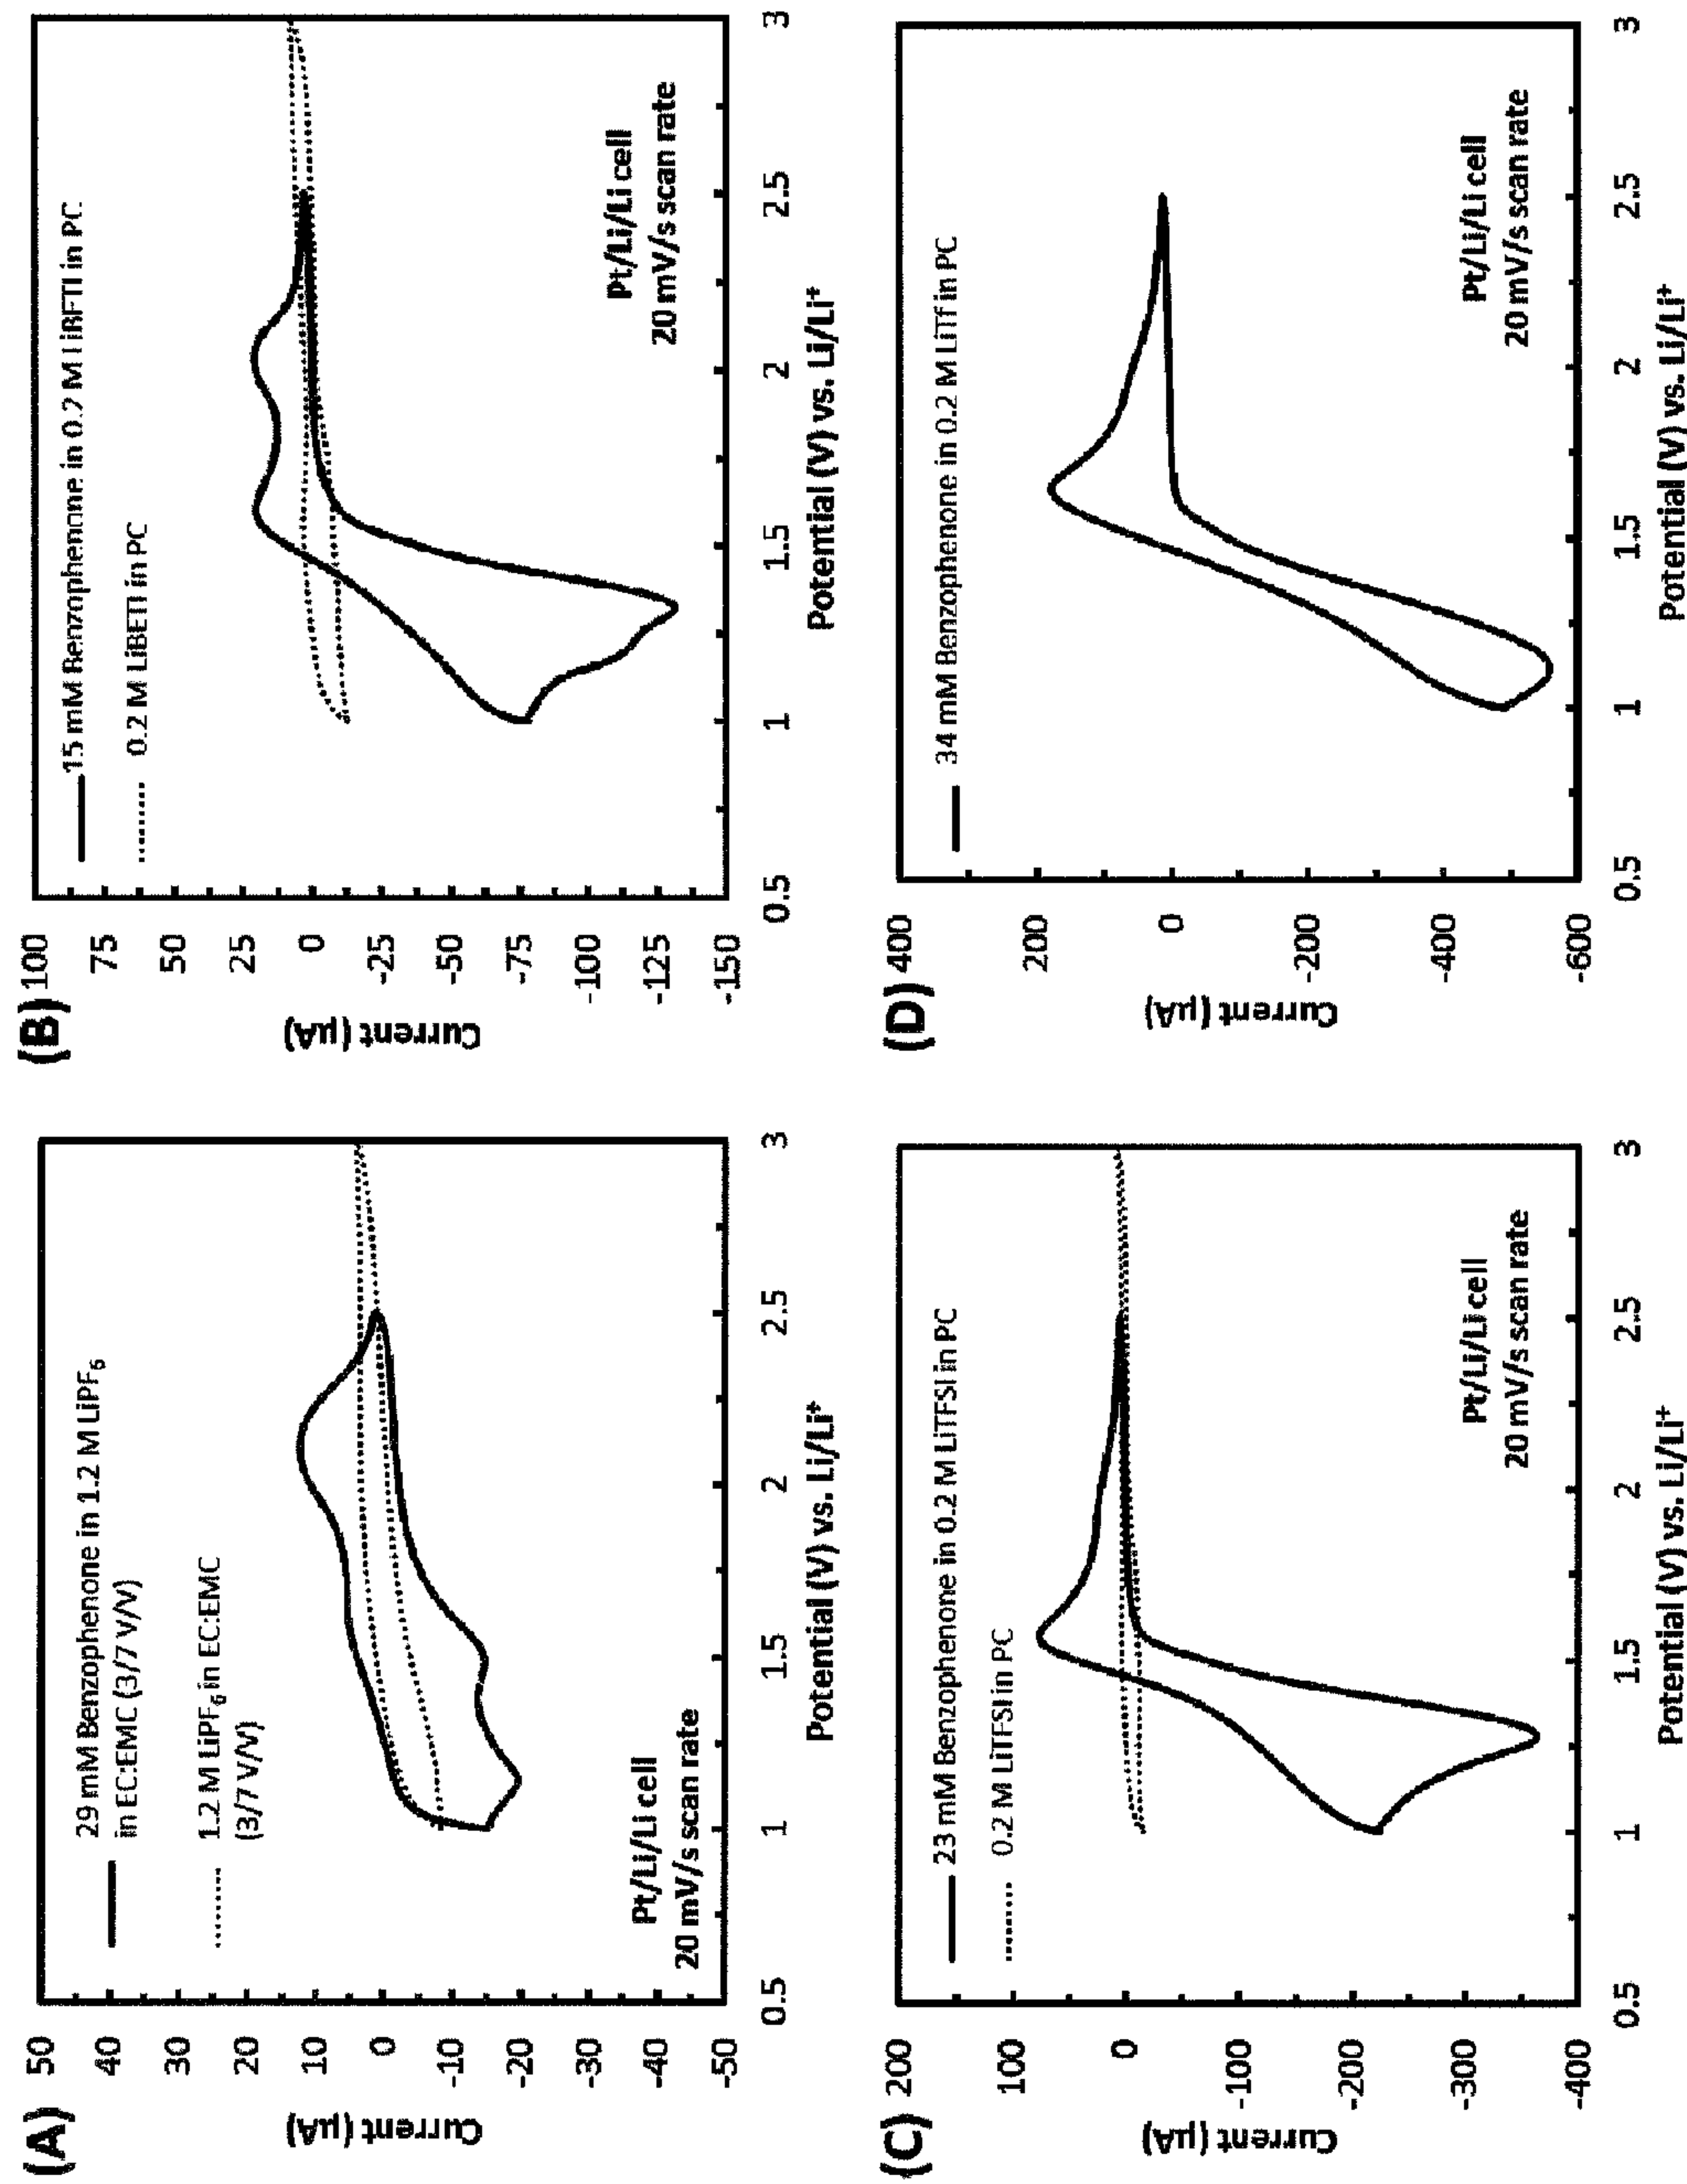 (A)
50
40
30
20
10
0
-10
-20
-30
-40
-50
Current (µA)
29 mM Benzophenone in 1.2 M LiPF6
in EC:EMC (3/7 V/V)
1.2 M LiPF6 in EC:EMC
(3/7 V/V)
Pt/Li/Li cell
20 mV/s scan rate
0.5 1 1.5 2 2.5 3
Potential (V) vs. Li/Li+
(B)
100
75
50
25
0
-25
-50
-75
-100
-125
-150
Current (µA)
15 mM Benzophenone in 0.2 M LiBETI in PC
0.2 M LiBETI in PC
Pt/Li/Li cell
20 mV/s scan rate
0.5 1 1.5 2 2.5 3
Potential (V) vs. Li/Li+
(C)
200
100
0
-100
-200
-300
-400
Current (µA)
23 mM Benzophenone in 0.2 M LiTFSI in PC
0.2 M LiTFSI in PC
Pt/Li/Li cell
20 mV/s scan rate
0.5 1 1.5 2 2.5 3
Potential (V) vs. Li/Li+
(D)
400
200
0
-200
-400
-600
Current (µA)
34 mM Benzophenone in 0.2 M LiTf in PC
Pt/Li/Li cell
20 mV/s scan rate
0.5 1 1.5 2 2.5 3
Potential (V) vs. Li/Li+